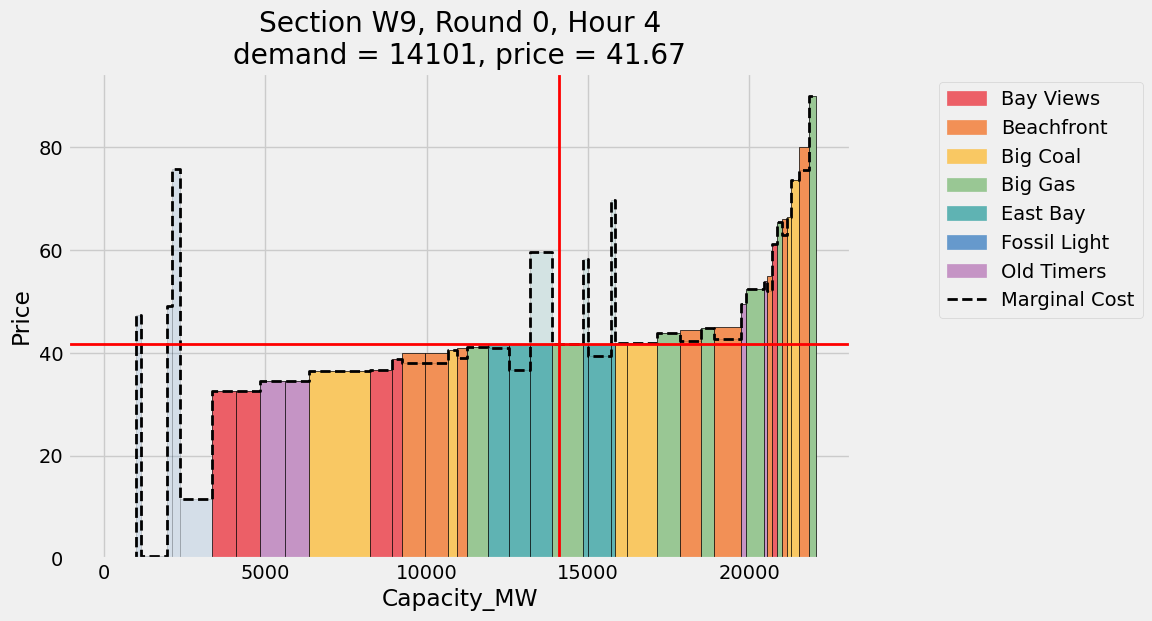 Section W9, Round 0, Hour 4
demand = 14101, price = 41.67
Price
80
60
40
20
0
0 5000 10000 15000 20000
Capacity_MW
Bay Views
Beachfront
Big Coal
Big Gas
East Bay
Fossil Light
Old Timers
Marginal Cost